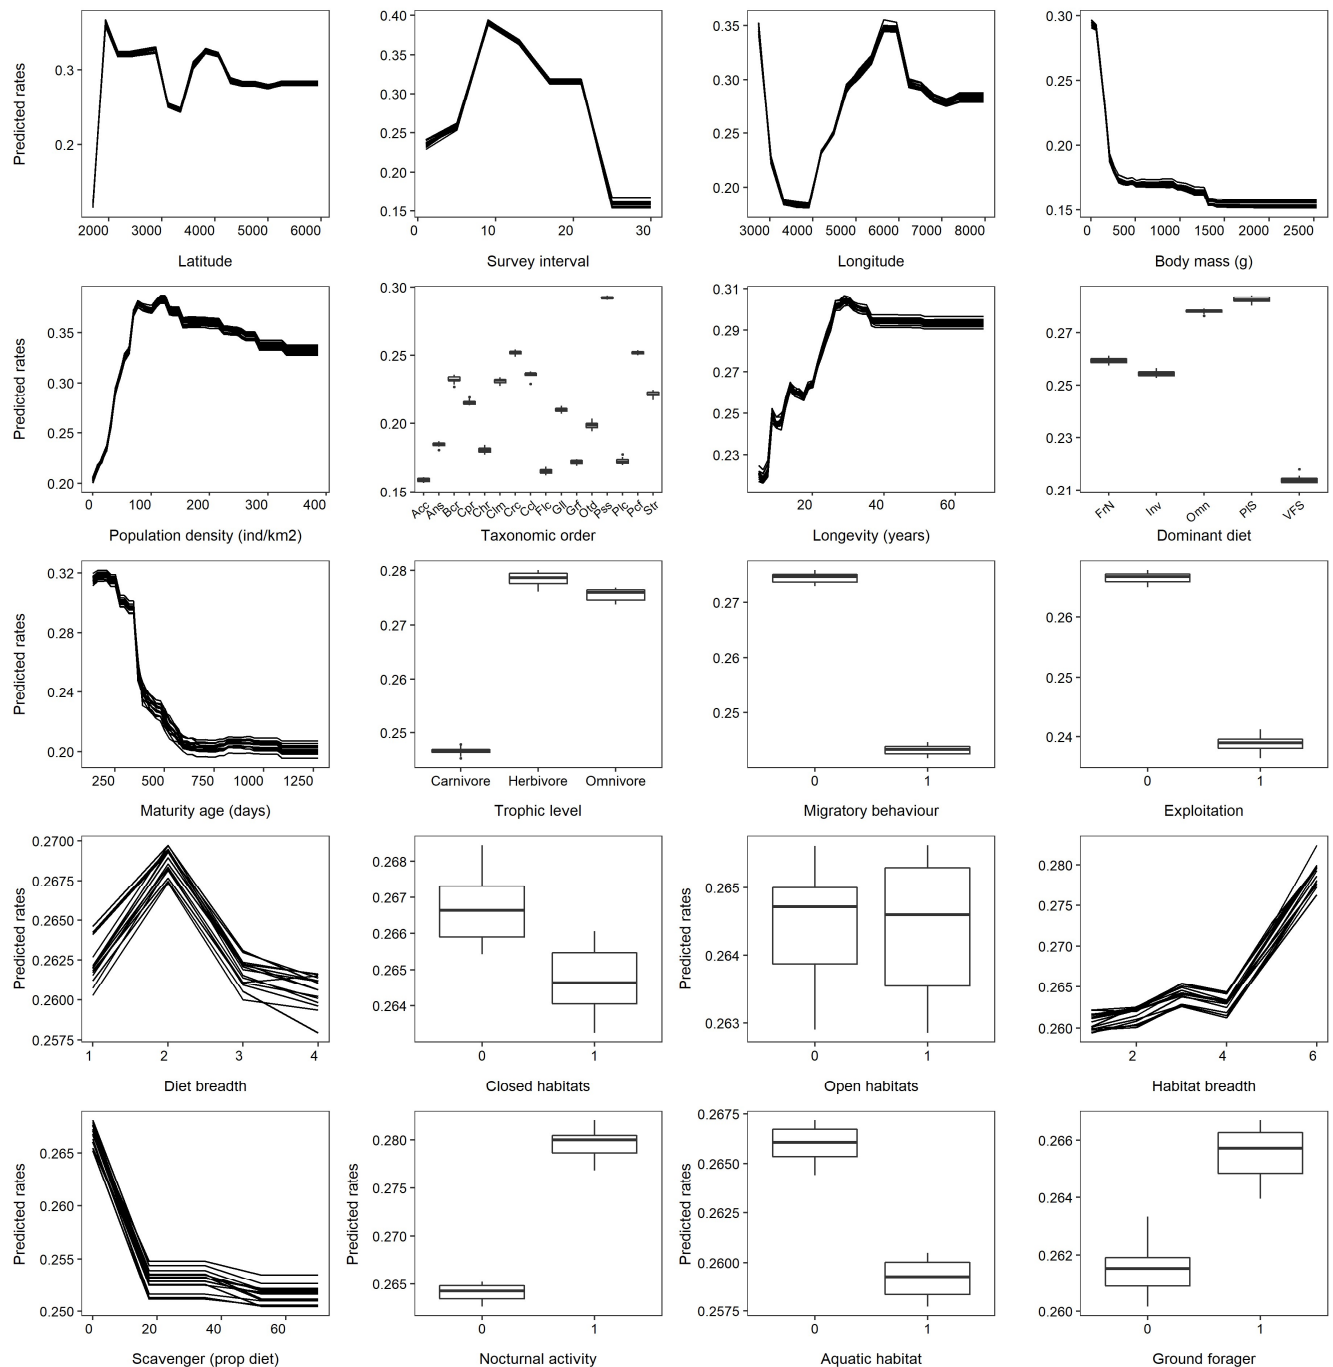 Predicted rates
0.3
0.2
2000 3000 4000 5000 6000
Latitude
0.40
0.35
0.30
0.25
0.20
0.15
0 10 20 30
Survey interval
0.35
0.30
0.25
0.20
3000 4000 5000 6000 7000 8000
Longitude
0.30
0.25
0.20
0.15
0 500 1000 1500 2000 2500
Body mass (g)
Predicted rates
0.35
0.30
0.25
0.20
0 100 200 300 400
Population density (ind/km2)
0.30
0.25
0.20
0.15
Acc Ans Bcr Cpt Chr Clm Crc Ccl Flc Gll Grf Otd Pss Plc Pcf Str
Taxonomic order
0.31
0.29
0.27
0.25
0.23
20 40 60
Longevity (years)
0.27
0.25
0.23
0.21
FrN Inv Omn PlS VFS
Dominant diet
Predicted rates
0.32
0.28
0.24
0.20
250 500 750 1000 1250
Maturity age (days)
0.28
0.27
0.26
0.25
Carnivore Herbivore Omnivore
Trophic level
0.27
0.26
0.25
0 1
Migratory behaviour
0.26
0.25
0.24
0 1
Exploitation
Predicted rates
0.2700
0.2675
0.2650
0.2625
0.2600
0.2575
1 2 3 4
Diet breadth
0.268
0.267
0.266
0.265
0.264
0 1
Closed habitats
Predicted rates
0.265
0.264
0.263
0 1
Open habitats
0.280
0.275
0.270
0.265
0.260
2 4 6
Habitat breadth
Predicted rates
0.265
0.260
0.255
0.250
0 20 40 60
Scavenger (prop diet)
Predicted rates
0.280
0.275
0.270
0.265
0 1
Nocturnal activity
Predicted rates
0.2675
0.2650
0.2625
0.2600
0.2575
0 1
Aquatic habitat
0.266
0.264
0.262
0.260
0 1
Ground forager